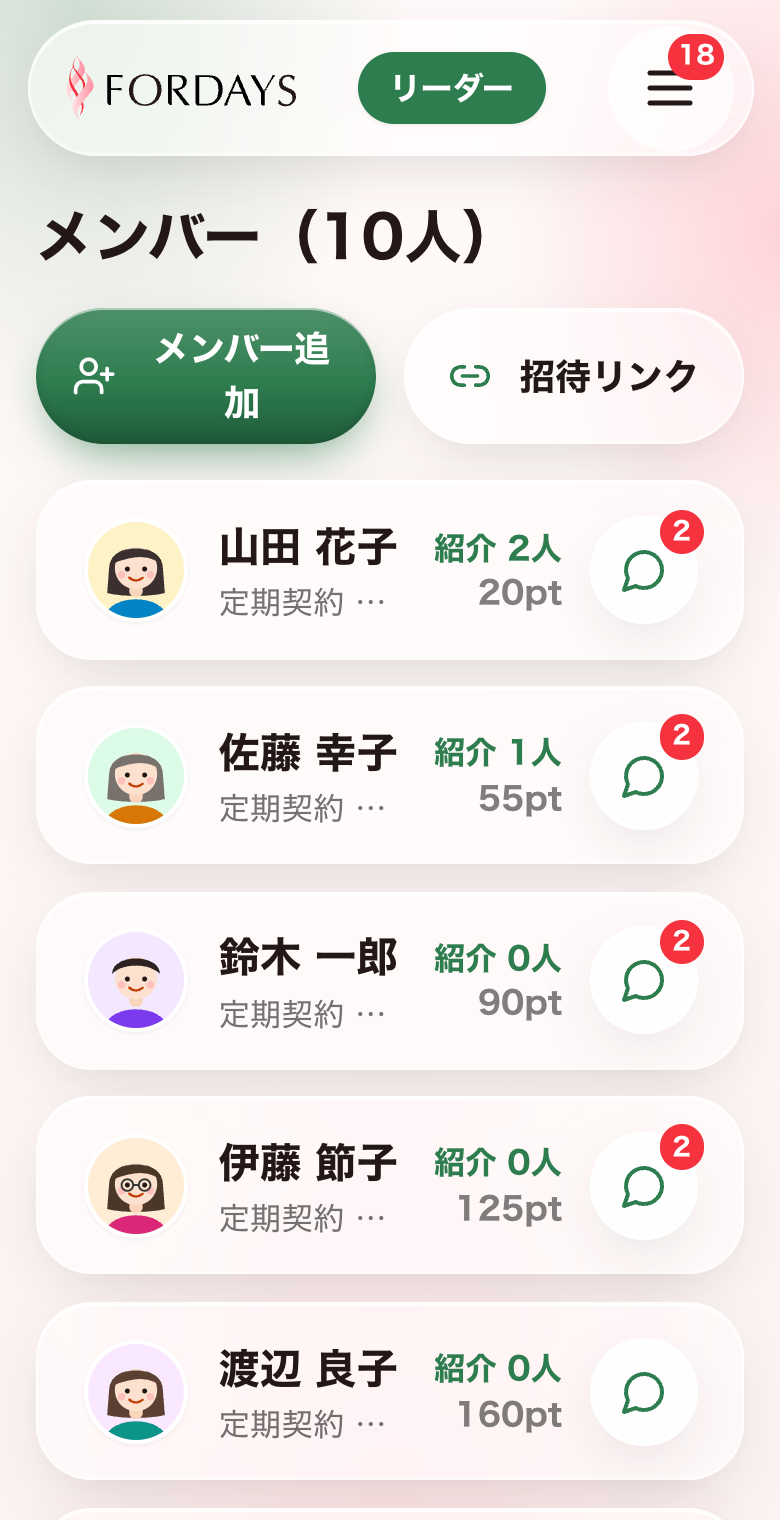 FORDAYS
リーダー
18
メンバー（10人）
メンバー追
加
招待リンク
山田 花子
紹介 2人
2
定期契約 …
20pt
佐藤 幸子
紹介 1人
2
定期契約 …
55pt
鈴木 一郎
紹介 0人
2
定期契約 …
90pt
伊藤 節子
紹介 0人
2
定期契約 …
125pt
渡辺 良子
紹介 0人
定期契約 …
160pt